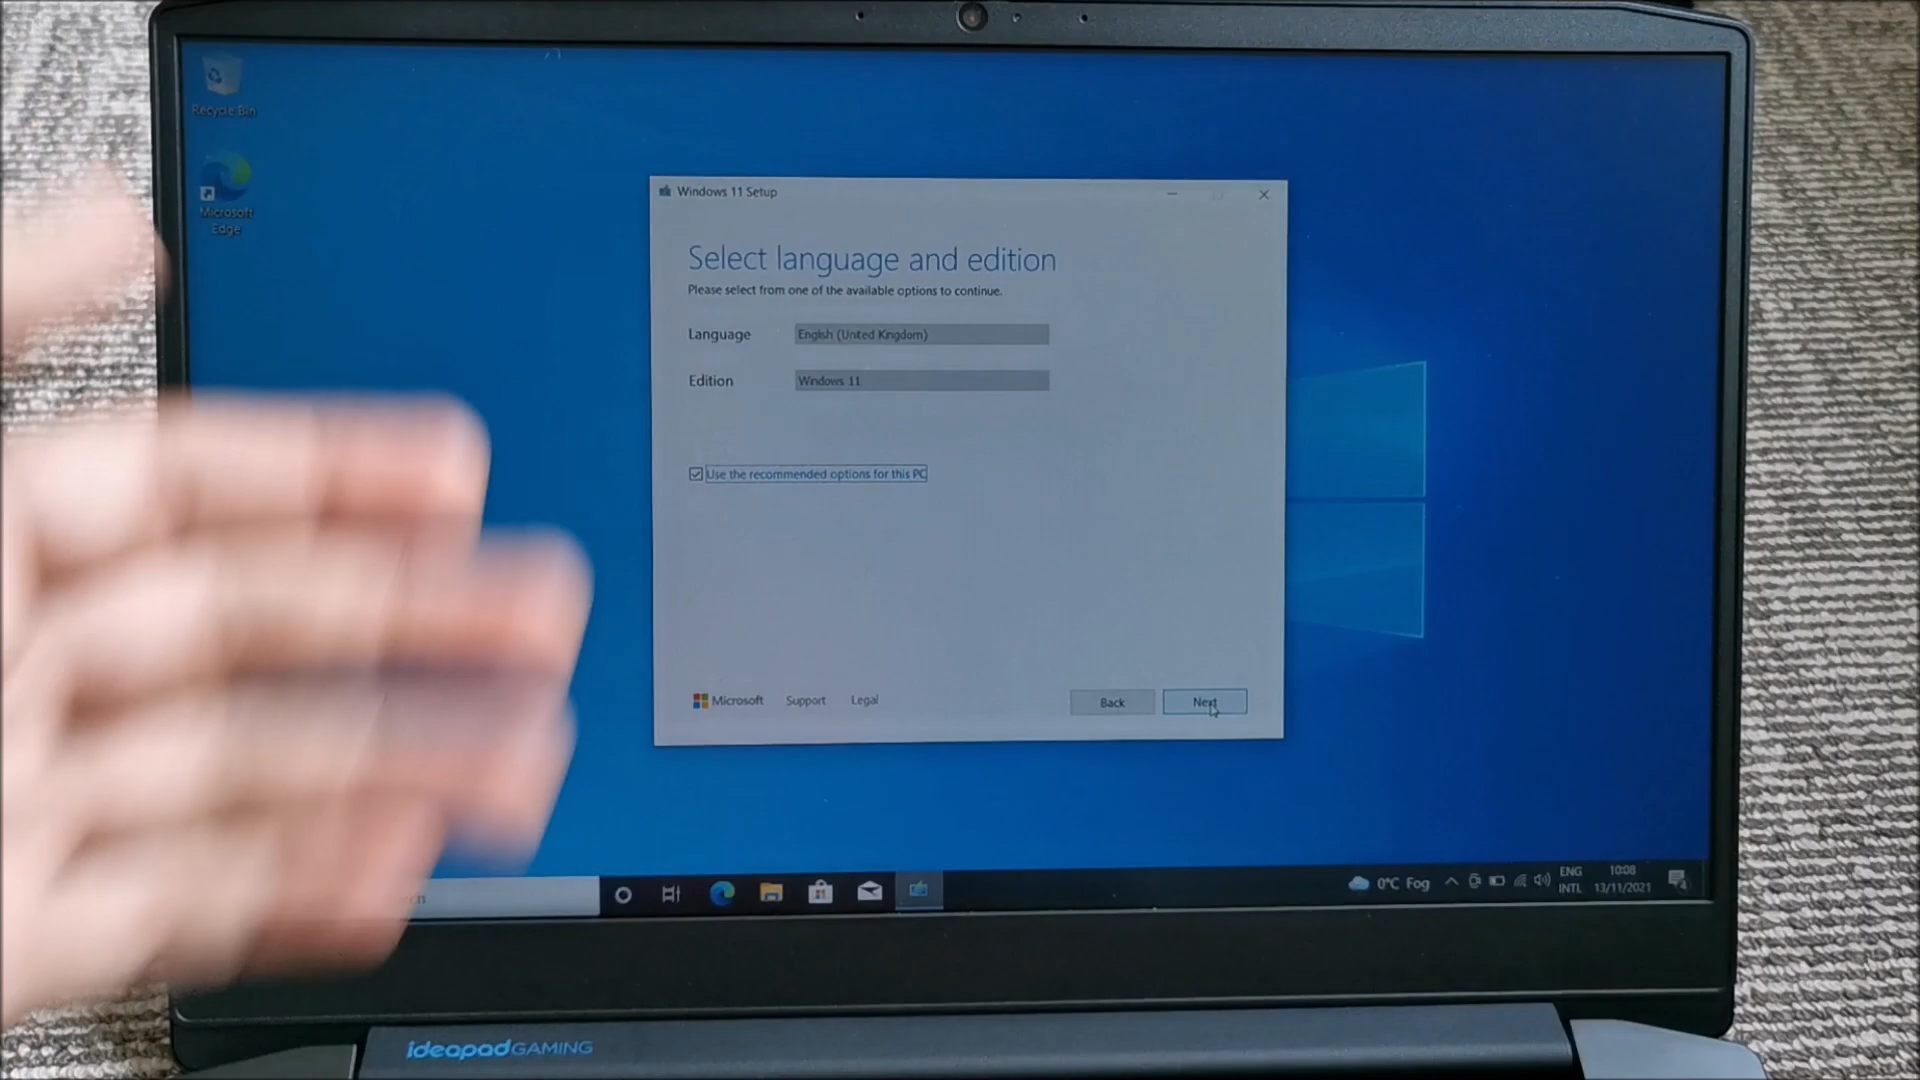 Recycle Bin
Microsoft
Edge
Windows 11 Setup
Select language and edition
Please select from one of the available options to continue.
Language
English (United Kingdom)
Edition
Windows 11
Use the recommended options for this PC
Microsoft
Support
Legal
Back
Next
0°C Fog
ENG
INTL
10:08
13/11/2021
ideapad GAMING